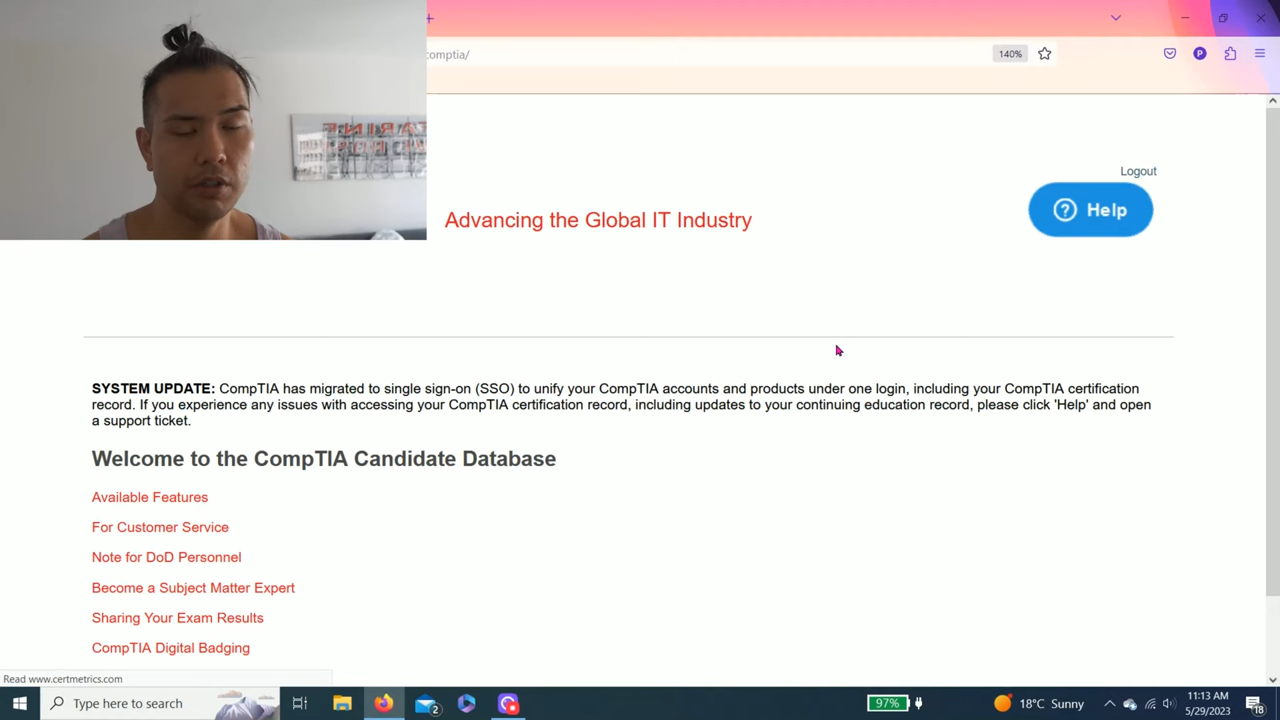 comptia/
140%
P
Logout
Help
Advancing the Global IT Industry
SYSTEM UPDATE: CompTIA has migrated to single sign-on (SSO) to unify your CompTIA accounts and products under one login, including your CompTIA certification
record. If you experience any issues with accessing your CompTIA certification record, including updates to your continuing education record, please click 'Help' and open
a support ticket.
Welcome to the CompTIA Candidate Database
Available Features
For Customer Service
Note for DoD Personnel
Become a Subject Matter Expert
Sharing Your Exam Results
CompTIA Digital Badging
Read www.certmetrics.com
Type here to search
2
97%
18°C Sunny
11:13 AM
5/29/2023
18